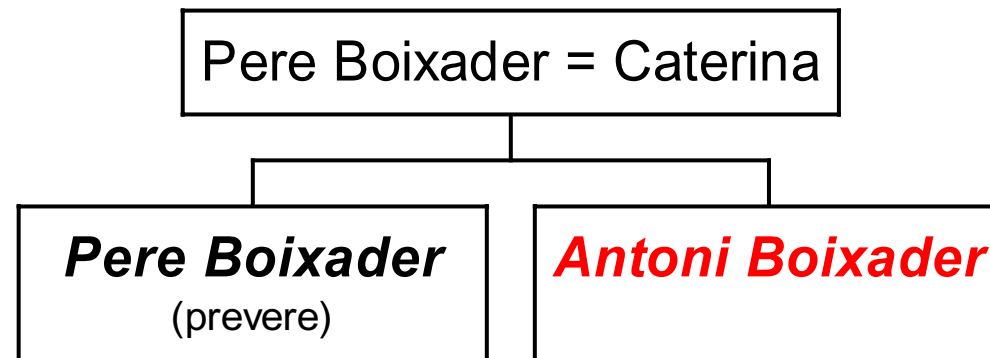 Pere Boixader = Caterina
Pere Boixader
(prevere)
Antoni Boixader